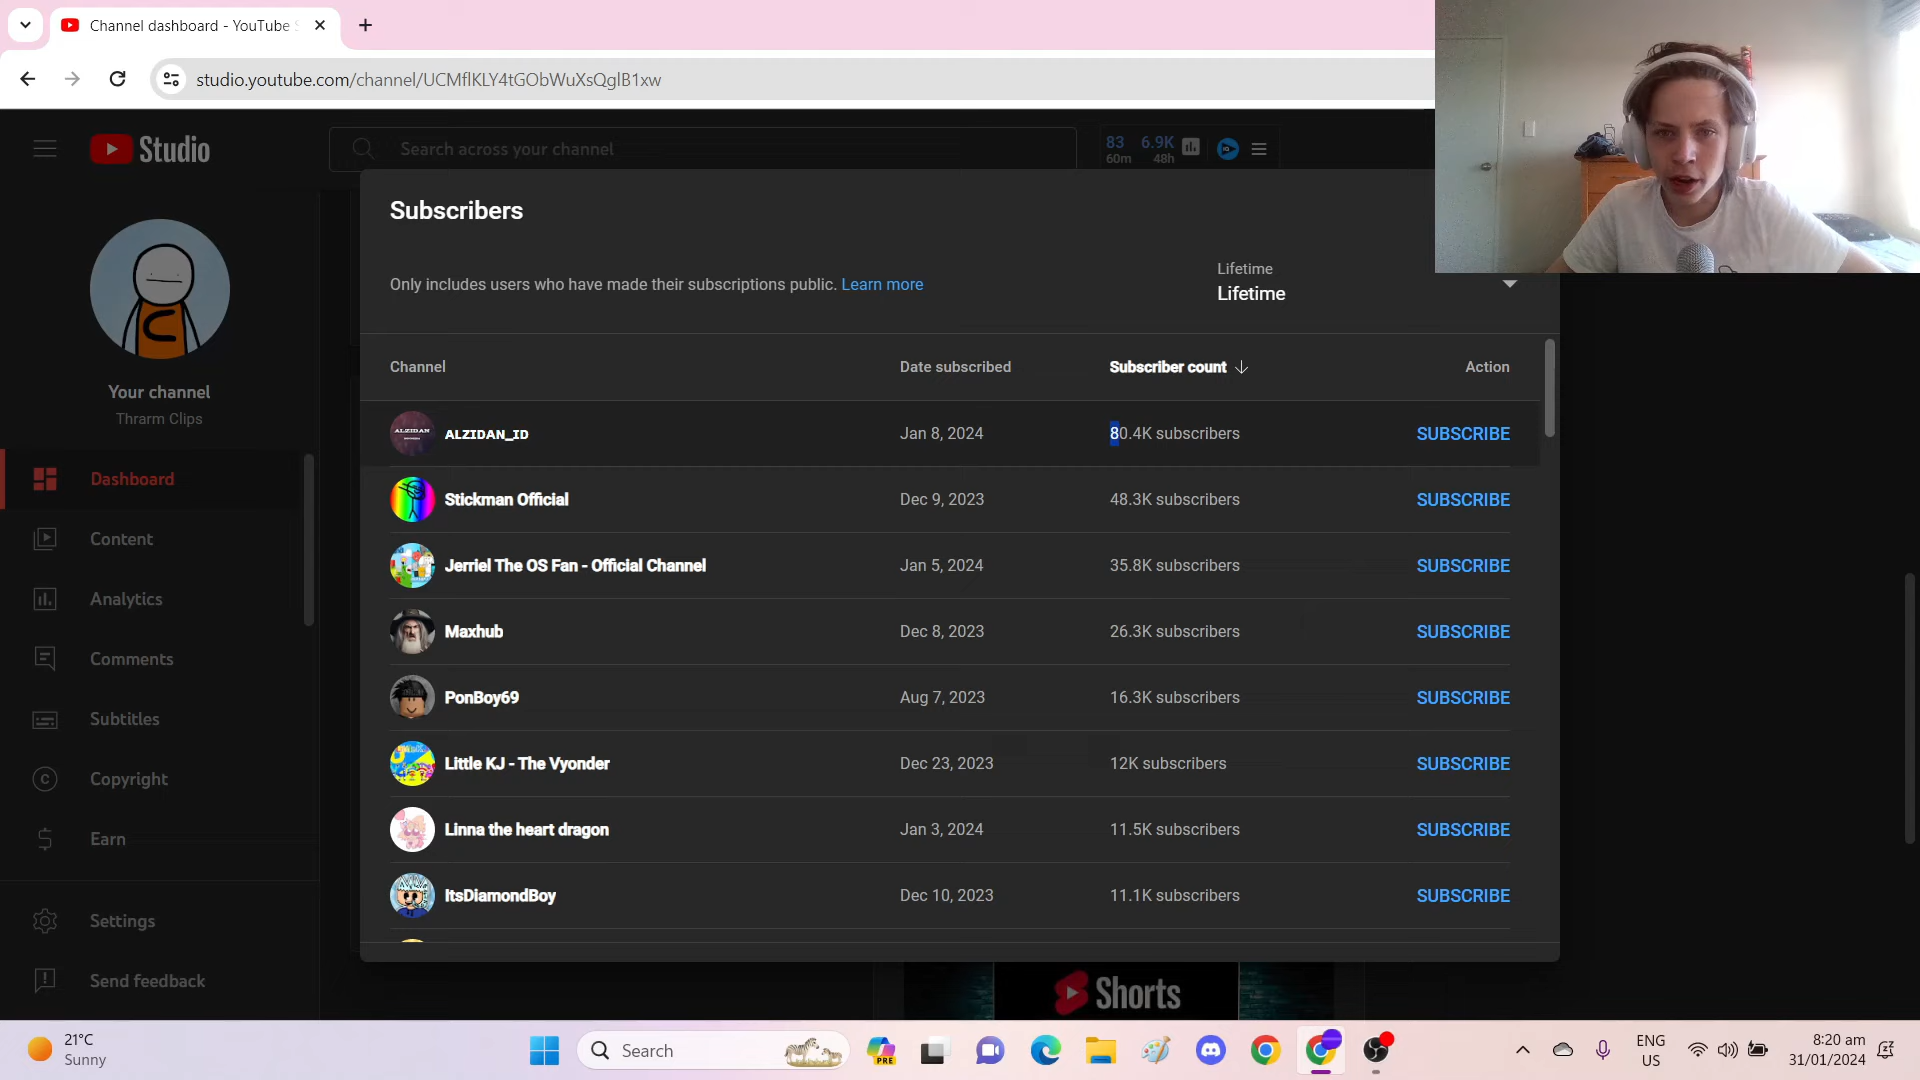 Channel dashboard - YouTube S
studio.youtube.com/channel/UCMflKLY4tGObWuXsQglB1xw
Studio
Search across your channel
83 6.9K
60m 48h
Subscribers
Only includes users who have made their subscriptions public. Learn more
Lifetime
Lifetime
Channel Date subscribed Subscriber count Action
ALZIDAN_ID Jan 8, 2024 80.4K subscribers SUBSCRIBE
Stickman Official Dec 9, 2023 48.3K subscribers SUBSCRIBE
Jerriel The OS Fan - Official Channel Jan 5, 2024 35.8K subscribers SUBSCRIBE
Maxhub Dec 8, 2023 26.3K subscribers SUBSCRIBE
PonBoy69 Aug 7, 2023 16.3K subscribers SUBSCRIBE
Little KJ - The Vyonder Dec 23, 2023 12K subscribers SUBSCRIBE
Linna the heart dragon Jan 3, 2024 11.5K subscribers SUBSCRIBE
ItsDiamondBoy Dec 10, 2023 11.1K subscribers SUBSCRIBE
Your channel
Thrarm Clips
Dashboard
Content
Analytics
Comments
Subtitles
Copyright
Earn
Settings
Send feedback
Shorts
21°C
Sunny
Search
PRE
ENG
US
8:20 am
31/01/2024